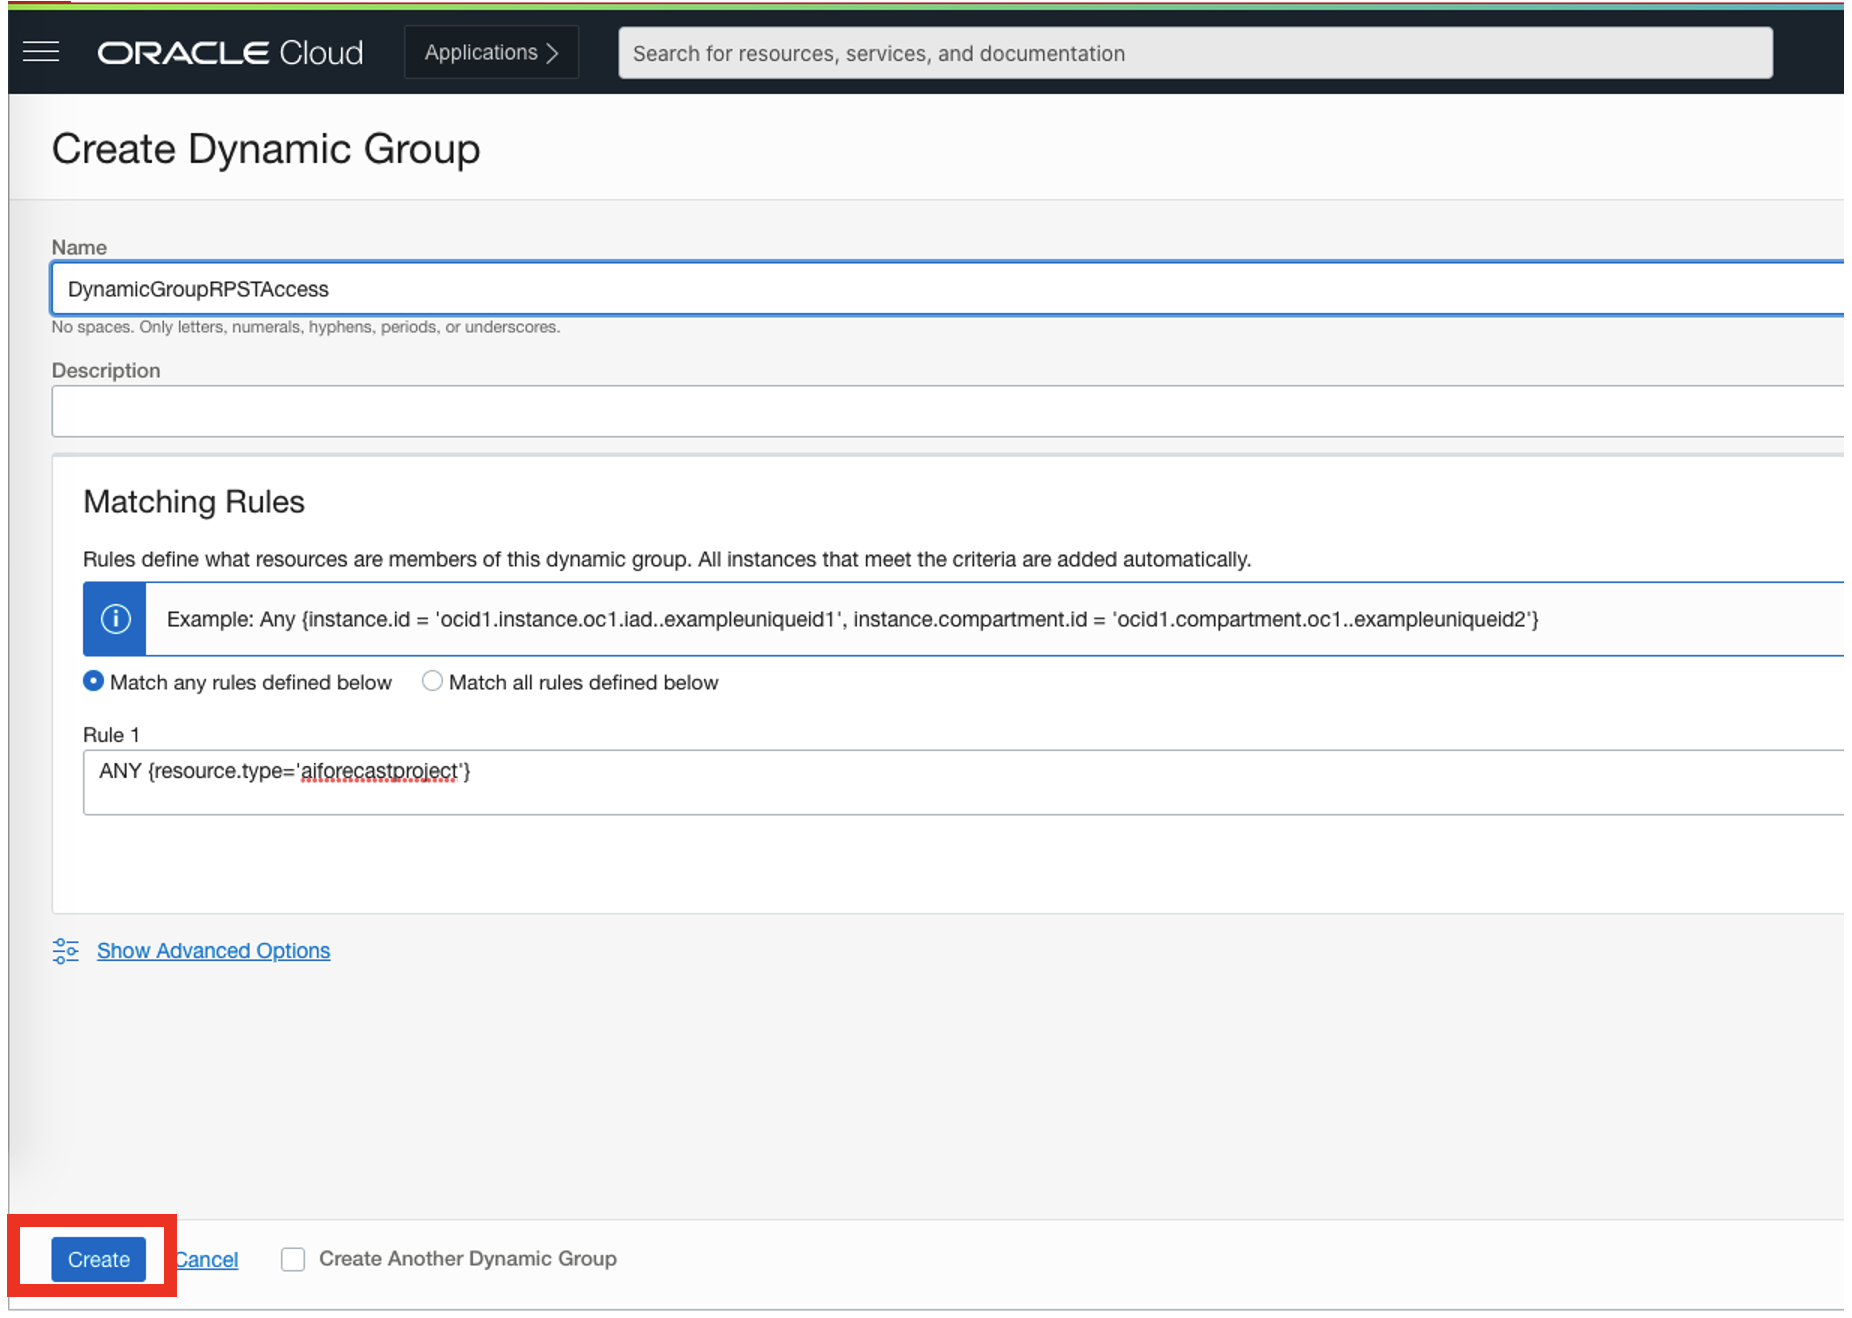 ORACLE Cloud
Applications
Search for resources, services, and documentation
Create Dynamic Group
Name
DynamicGroupRPSTAccess
No spaces. Only letters, numerals, hyphens, periods, or underscores.
Description
Matching Rules
Rules define what resources are members of this dynamic group. All instances that meet the criteria are added automatically.
Example: Any {instance.id = 'ocid1.instance.oc1.iad..exampleuniqueid1', instance.compartment.id = 'ocid1.compartment.oc1..exampleuniqueid2'}
Match any rules defined below Match all rules defined below
Rule 1
ANY {resource.type='aiforecastproject'}
Show Advanced Options
Create Cancel Create Another Dynamic Group